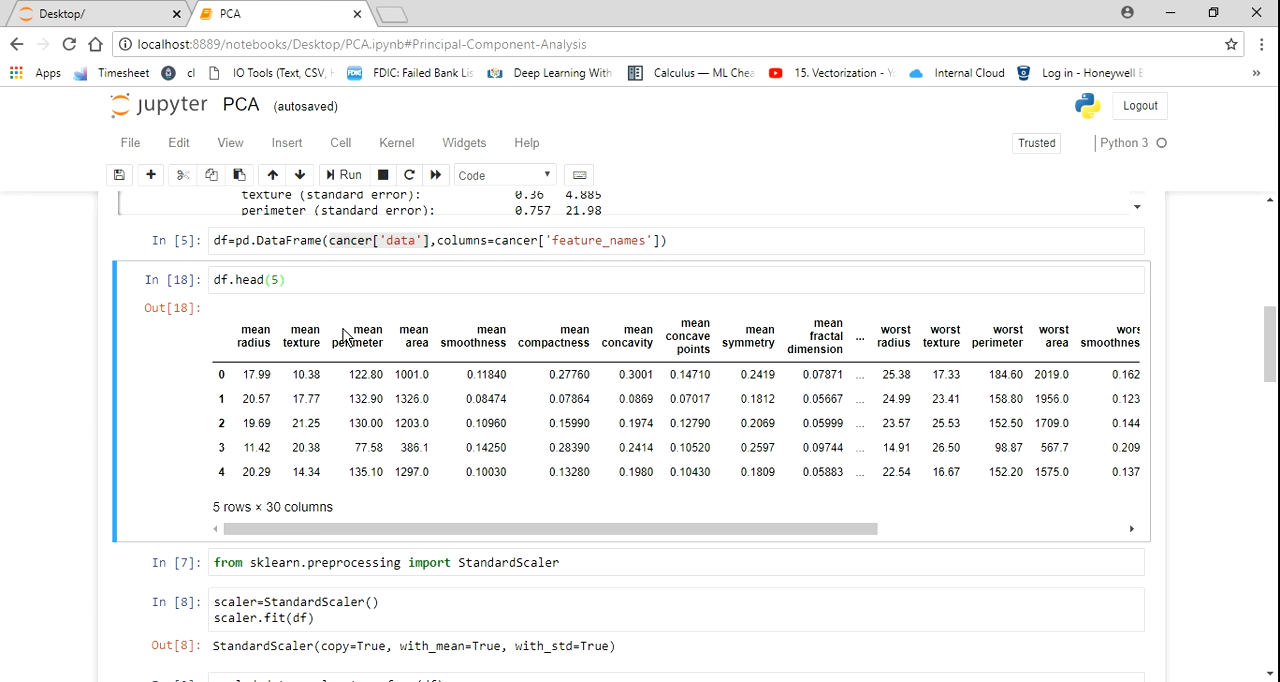 Desktop/
PCA
localhost:8889/notebooks/Desktop/PCA.ipynb#Principal-Component-Analysis
Apps Timesheet cl IO Tools (Text, CSV, FDIC: Failed Bank Lis Deep Learning With Calculus — ML Chea 15. Vectorization - Internal Cloud Log in - Honeywell »
jupyter PCA (autosaved)
Logout
File Edit View Insert Cell Kernel Widgets Help
Trusted
Python 3
Run
Code
texture (standard error): 0.36 4.885
perimeter (standard error): 0.757 21.98
In [5]: df=pd.DataFrame(cancer['data'],columns=cancer['feature_names'])
In [18]: df.head(5)
Out[18]:
mean radius mean texture mean perimeter mean area mean smoothness mean compactness mean concavity mean concave points mean symmetry mean fractal dimension ... worst radius worst texture worst perimeter worst area wors smoothnes
0 17.99 10.38 122.80 1001.0 0.11840 0.27760 0.3001 0.14710 0.2419 0.07871 ... 25.38 17.33 184.60 2019.0 0.162
1 20.57 17.77 132.90 1326.0 0.08474 0.07864 0.0869 0.07017 0.1812 0.05667 ... 24.99 23.41 158.80 1956.0 0.123
2 19.69 21.25 130.00 1203.0 0.10960 0.15990 0.1974 0.12790 0.2069 0.05999 ... 23.57 25.53 152.50 1709.0 0.144
3 11.42 20.38 77.58 386.1 0.14250 0.28390 0.2414 0.10520 0.2597 0.09744 ... 14.91 26.50 98.87 567.7 0.209
4 20.29 14.34 135.10 1297.0 0.10030 0.13280 0.1980 0.10430 0.1809 0.05883 ... 22.54 16.67 152.20 1575.0 0.137
5 rows × 30 columns
In [7]: from sklearn.preprocessing import StandardScaler
In [8]: scaler=StandardScaler()
scaler.fit(df)
Out[8]: StandardScaler(copy=True, with_mean=True, with_std=True)